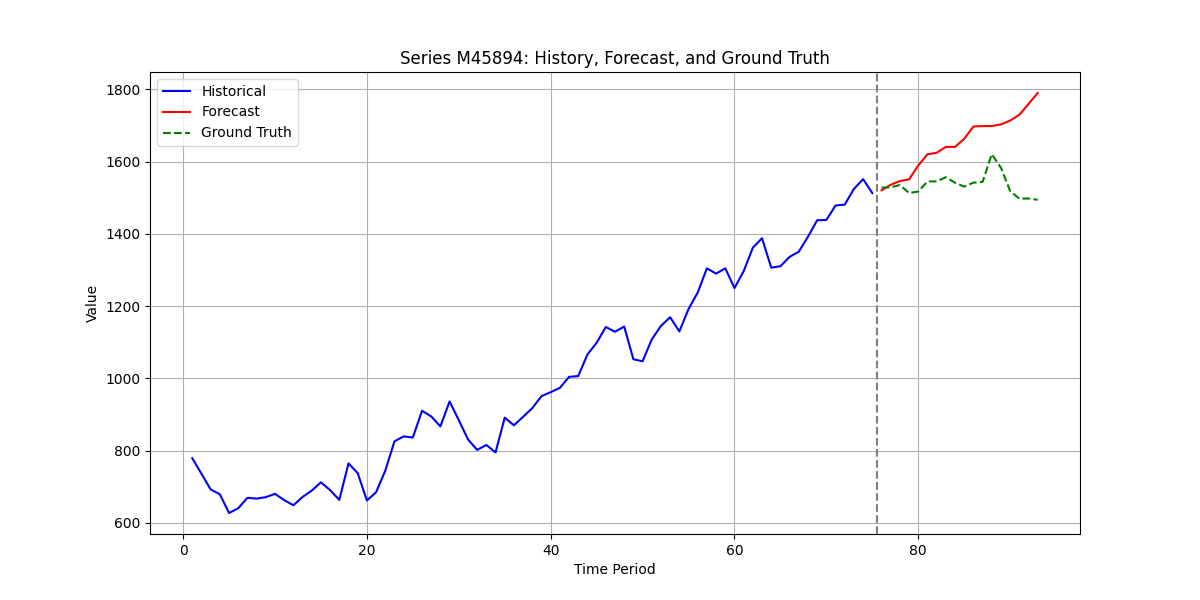 Series M45894: History, Forecast, and Ground Truth
Historical
Forecast
Ground Truth
1800
1600
1400
1200
1000
800
600
Value
0 20 40 60 80
Time Period